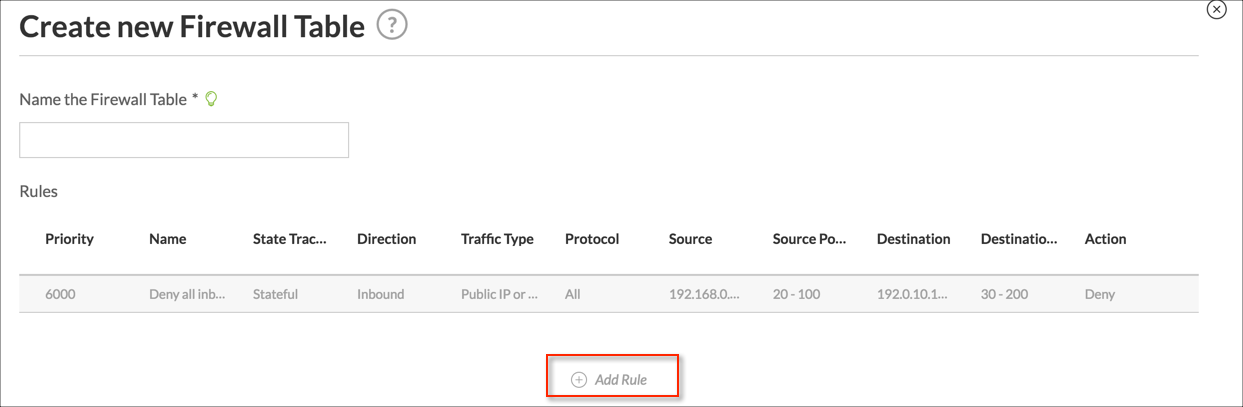 Create new Firewall Table ?
Name the Firewall Table *
Rules
Priority Name State Trac... Direction Traffic Type Protocol Source Source Po... Destination Destinatio... Action
6000 Deny all inb... Stateful Inbound Public IP or ... All 192.168.0.... 20 - 100 192.0.10.1... 30 - 200 Deny
Add Rule